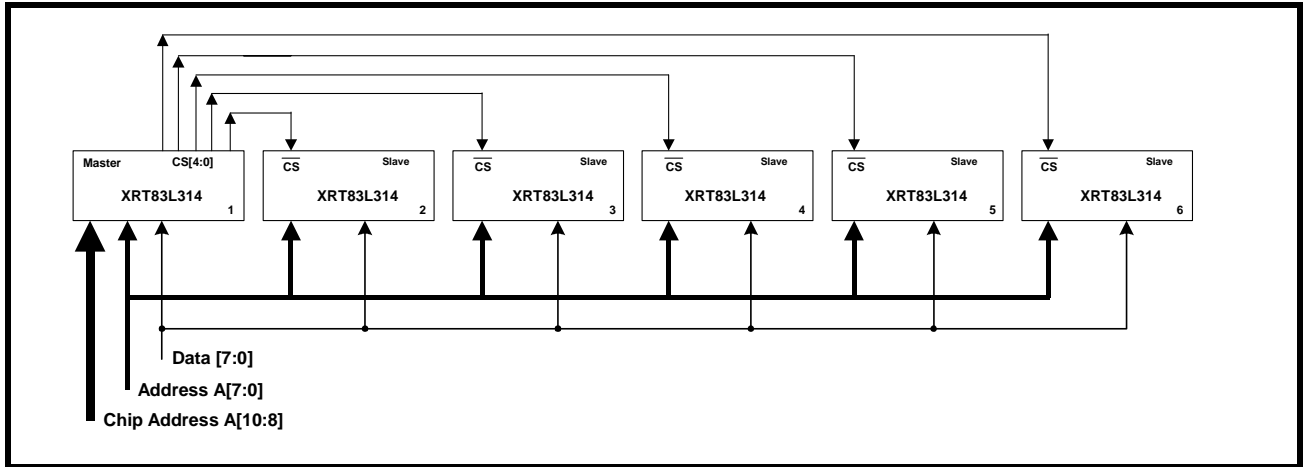 Master CS[4:0]
XRT83L314
1
CS Slave
XRT83L314
2
CS Slave
XRT83L314
3
CS Slave
XRT83L314
4
CS Slave
XRT83L314
5
CS Slave
XRT83L314
6
Data [7:0]
Address A[7:0]
Chip Address A[10:8]